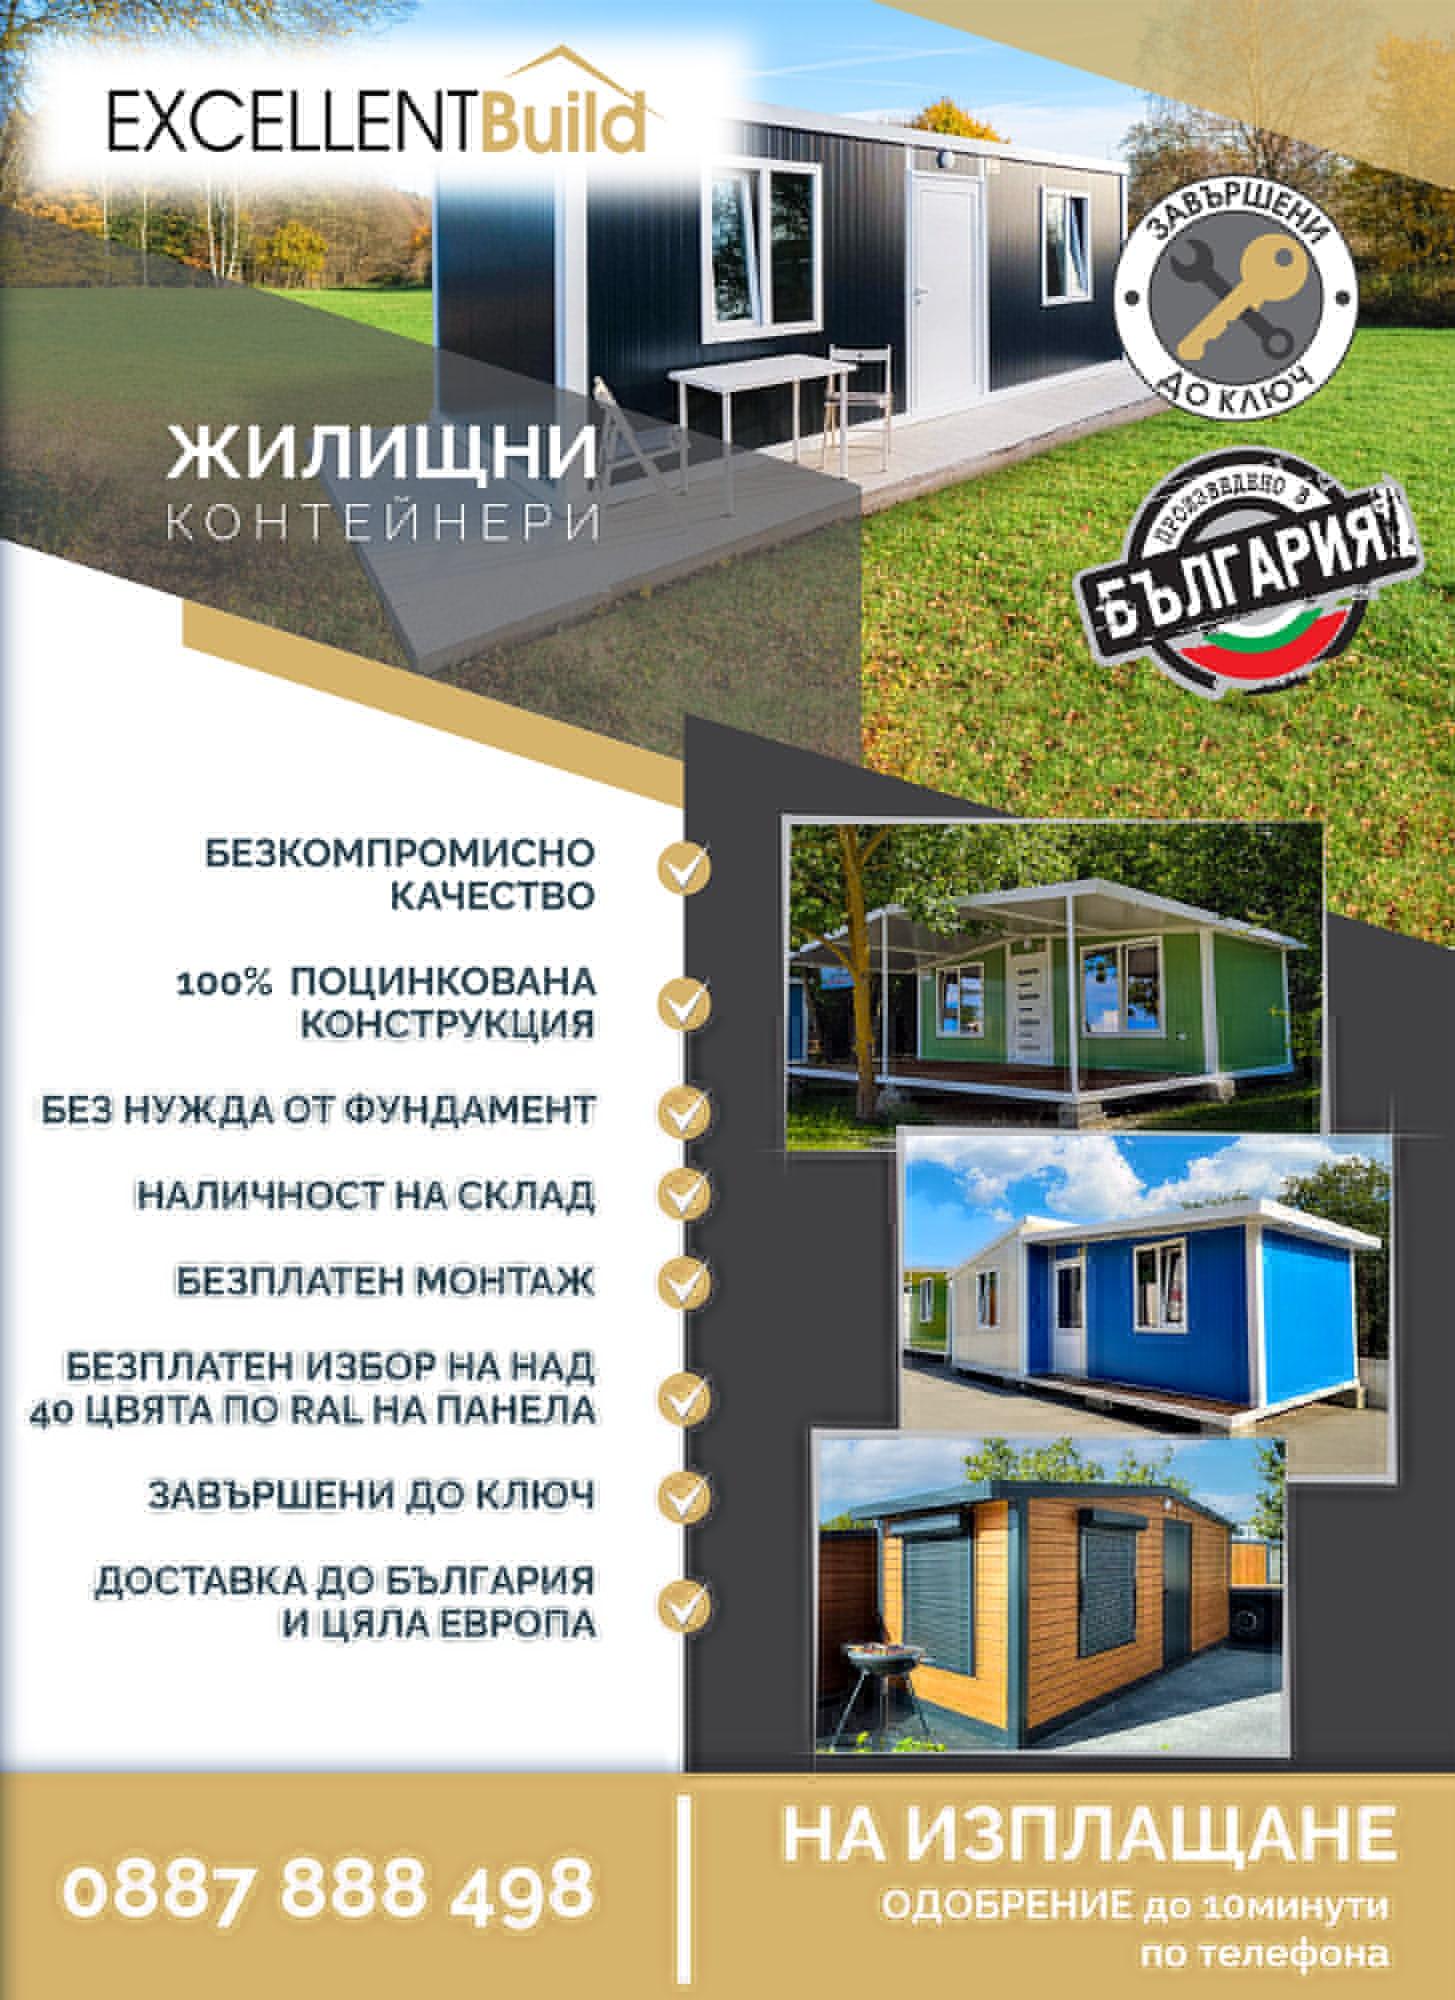 EXCELLENTBuild
ЗАВЪРШЕНИ
ДО КЛЮЧ
ЖИЛИЩНИ
КОНТЕЙНЕРИ
ПРОИЗВЕДЕНО В
БЪЛГАРИЯ
БЕЗКОМПРОМИСНО
КАЧЕСТВО
100% ПОЦИНКОВАНА
КОНСТРУКЦИЯ
БЕЗ НУЖДА ОТ ФУНДАМЕНТ
НАЛИЧНОСТ НА СКЛАД
БЕЗПЛАТЕН МОНТАЖ
БЕЗПЛАТЕН ИЗБОР НА НАД
40 ЦВЯТА ПО RAL НА ПАНЕЛА
ЗАВЪРШЕНИ ДО КЛЮЧ
ДОСТАВКА ДО БЪЛГАРИЯ
И ЦЯЛА ЕВРОПА
0887 888 498
НА ИЗПЛАЩАНЕ
ОДОБРЕНИЕ до 10минути
по телефона